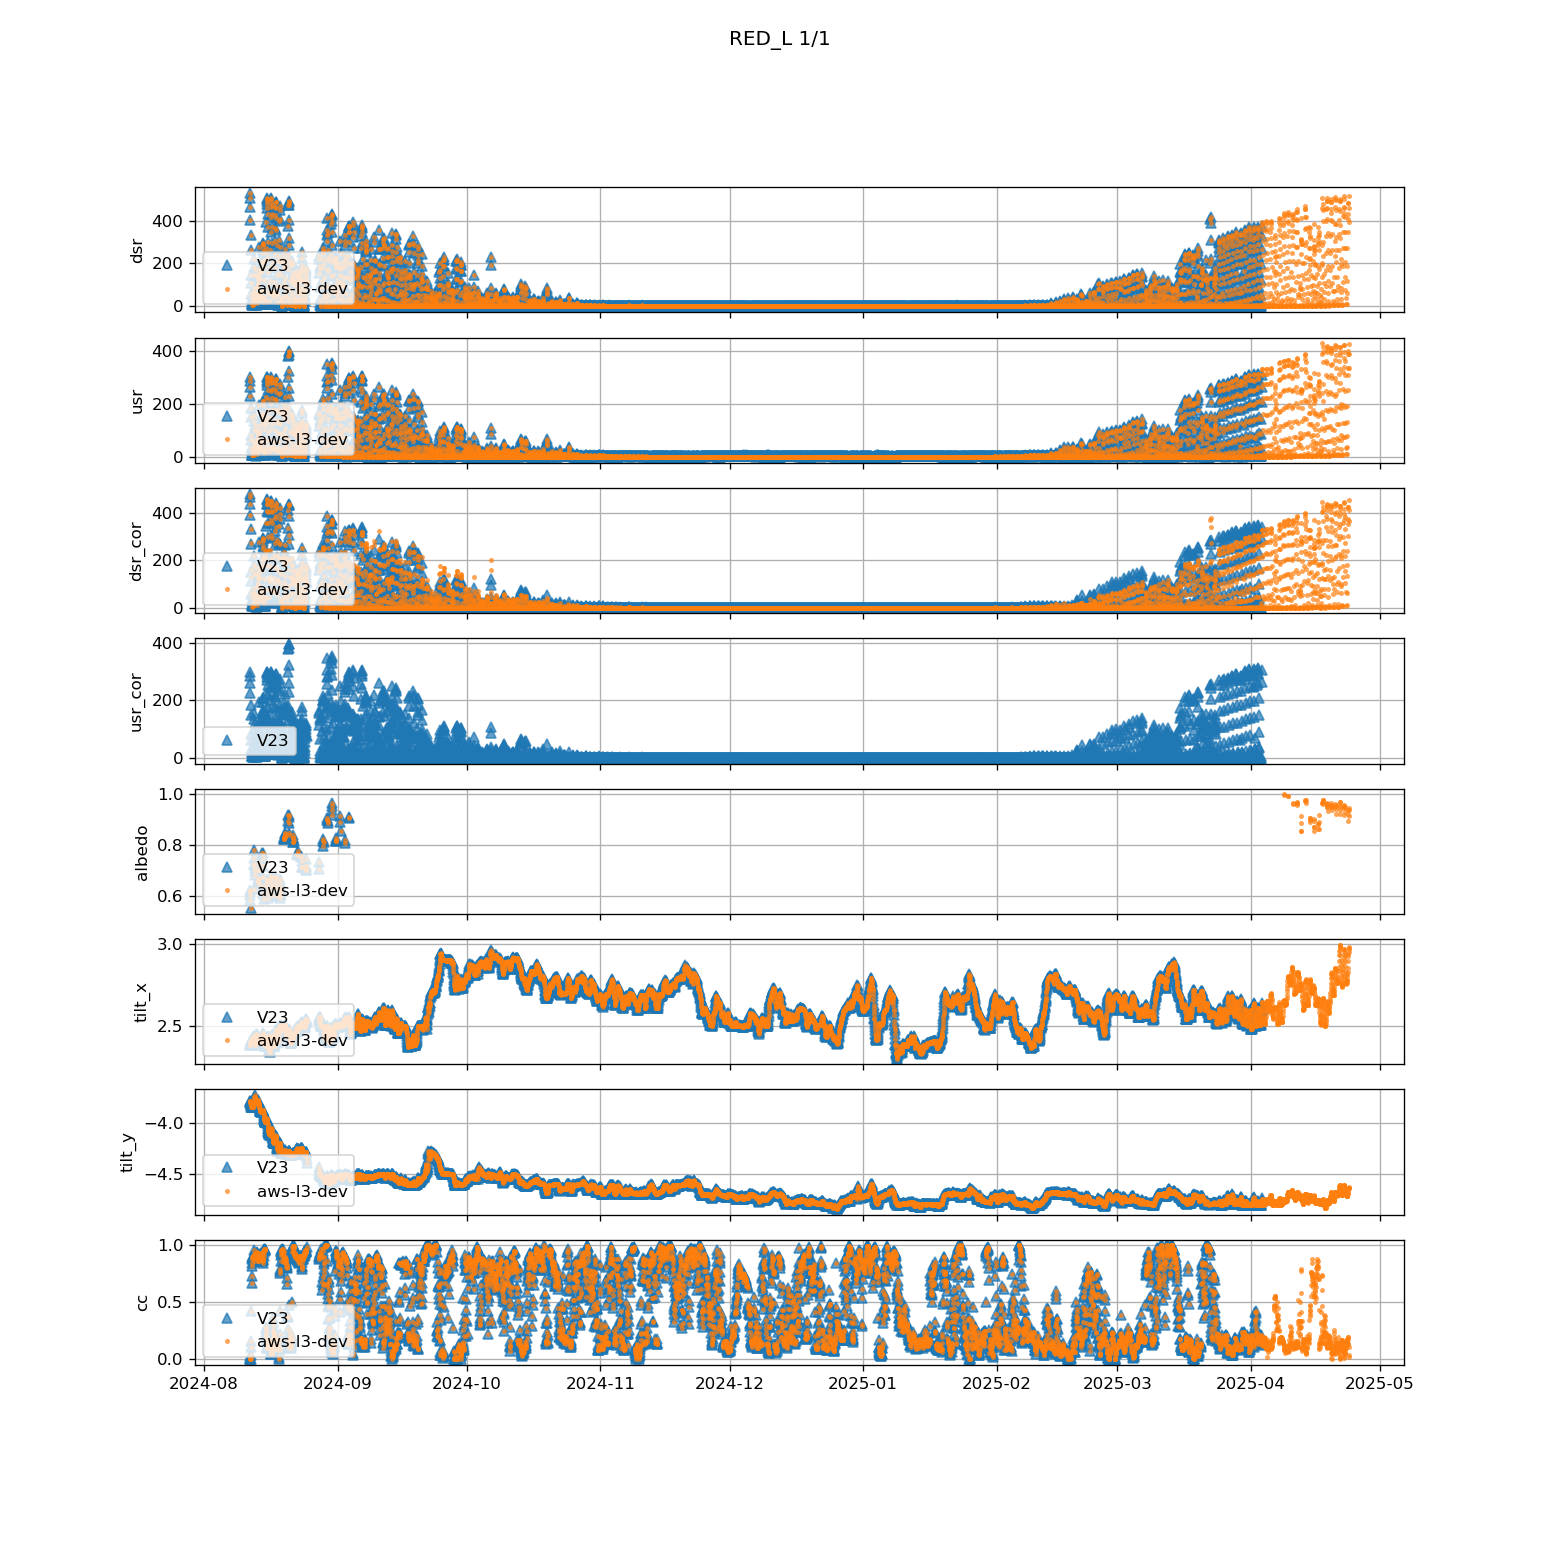 RED_L 1/1
dsr
400
200
0
V23
aws-l3-dev
usr
400
200
0
V23
aws-l3-dev
dsr_cor
400
200
0
V23
aws-l3-dev
usr_cor
400
200
0
V23
albedo
1.0
0.8
0.6
V23
aws-l3-dev
tilt_x
3.0
2.5
V23
aws-l3-dev
tilt_y
−4.0
−4.5
V23
aws-l3-dev
cc
1.0
0.5
0.0
V23
aws-l3-dev
2024-08 2024-09 2024-10 2024-11 2024-12 2025-01 2025-02 2025-03 2025-04 2025-05